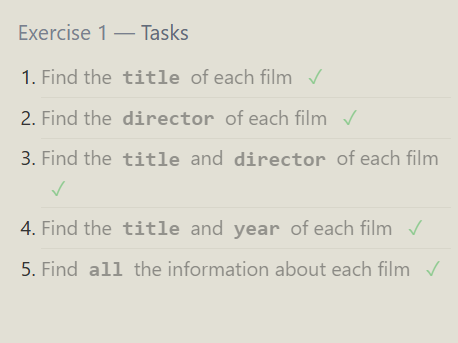 Exercise 1 — Tasks
1. Find the title of each film ✓
2. Find the director of each film ✓
3. Find the title and director of each film
✓
4. Find the title and year of each film ✓
5. Find all the information about each film ✓